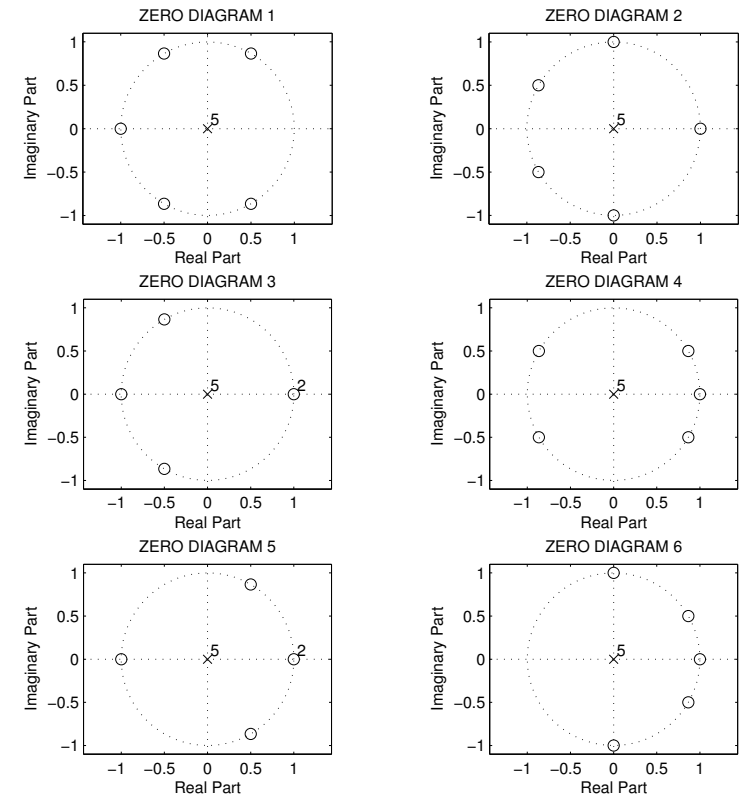 ZERO DIAGRAM 1
1
0.5
0
−0.5
−1
Imaginary Part
5
−1 −0.5 0 0.5 1
Real Part
ZERO DIAGRAM 2
1
0.5
0
−0.5
−1
Imaginary Part
5
−1 −0.5 0 0.5 1
Real Part
ZERO DIAGRAM 3
1
0.5
0
−0.5
−1
Imaginary Part
5
2
−1 −0.5 0 0.5 1
Real Part
ZERO DIAGRAM 4
1
0.5
0
−0.5
−1
Imaginary Part
5
−1 −0.5 0 0.5 1
Real Part
ZERO DIAGRAM 5
1
0.5
0
−0.5
−1
Imaginary Part
5
2
−1 −0.5 0 0.5 1
Real Part
ZERO DIAGRAM 6
1
0.5
0
−0.5
−1
Imaginary Part
5
−1 −0.5 0 0.5 1
Real Part